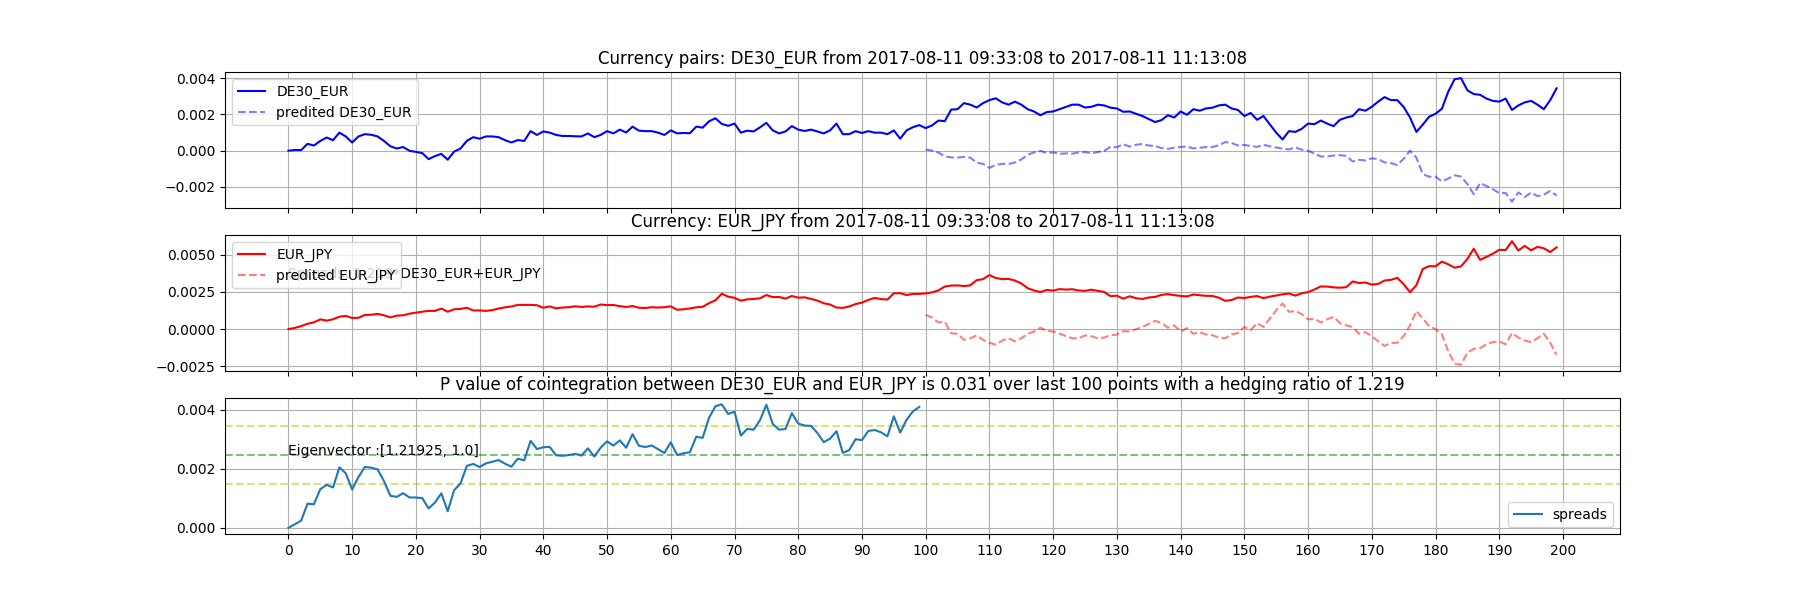 Currency pairs: DE30_EUR from 2017-08-11 09:33:08 to 2017-08-11 11:13:08
0.004
0.002
0.000
−0.002
DE30_EUR
predited DE30_EUR
Currency: EUR_JPY from 2017-08-11 09:33:08 to 2017-08-11 11:13:08
0.0050
0.0025
0.0000
−0.0025
EUR_JPY
predited EUR_JPY
DE30_EUR+EUR_JPY
P value of cointegration between DE30_EUR and EUR_JPY is 0.031 over last 100 points with a hedging ratio of 1.219
0.004
0.002
0.000
Eigenvector :[1.21925, 1.0]
spreads
0 10 20 30 40 50 60 70 80 90 100 110 120 130 140 150 160 170 180 190 200